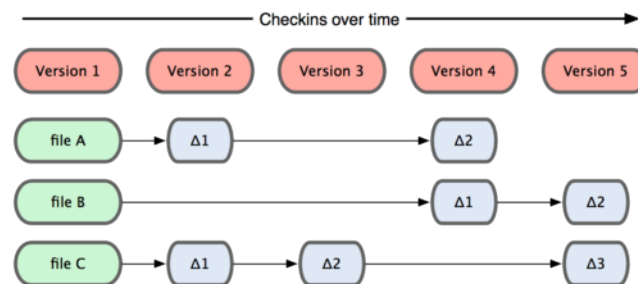 Checkins over time
Version 1 Version 2 Version 3 Version 4 Version 5
file A Δ1 Δ2
file B Δ1 Δ2
file C Δ1 Δ2 Δ3